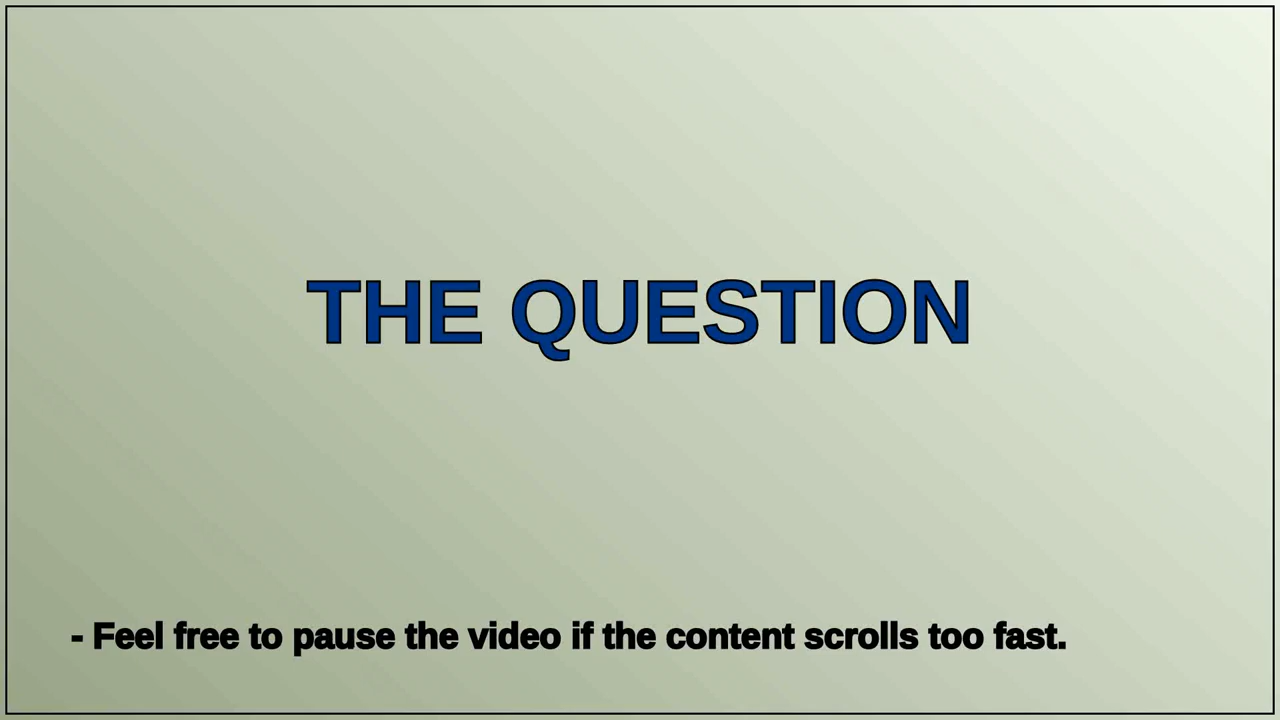 THE QUESTION
- Feel free to pause the video if the content scrolls too fast.